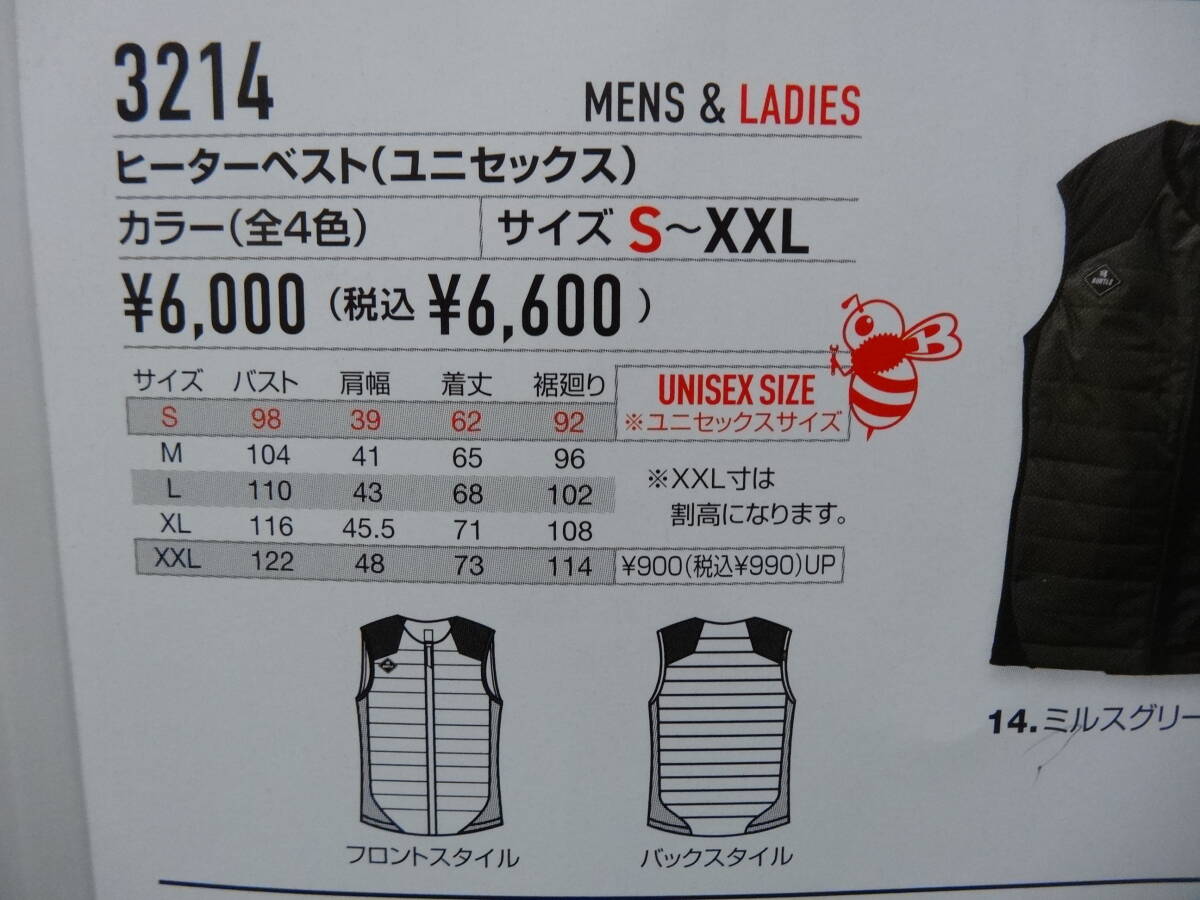 3214
MENS & LADIES
ヒーターベスト(ユニセックス)
カラー(全4色) サイズ S～XXL
¥6,000 (税込 ¥6,600 )
サイズ バスト 肩幅 着丈 裾廻り
S 98 39 62 92
M 104 41 65 96
L 110 43 68 102
XL 116 45.5 71 108
XXL 122 48 73 114
UNISEX SIZE
※ユニセックスサイズ
※XXL寸は
割高になります。
¥900(税込¥990)UP
B
BURTLE
フロントスタイル
バックスタイル
14.ミルスグリー